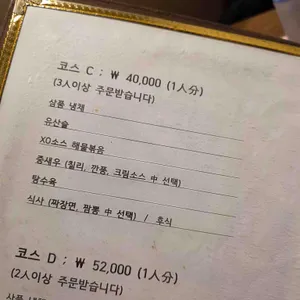 코스 C ; ₩ 40,000 (1人分)
(3人이상 주문받습니다)
삼품 냉채
유산슬
XO소스 해물볶음
중새우 (칠리, 깐풍, 크림소스 中 선택)
탕수육
식사 (짜장면, 짬뽕 中 선택) / 후식
코스 D ; ₩ 52,000 (1人分)
(2人이상 주문받습니다)